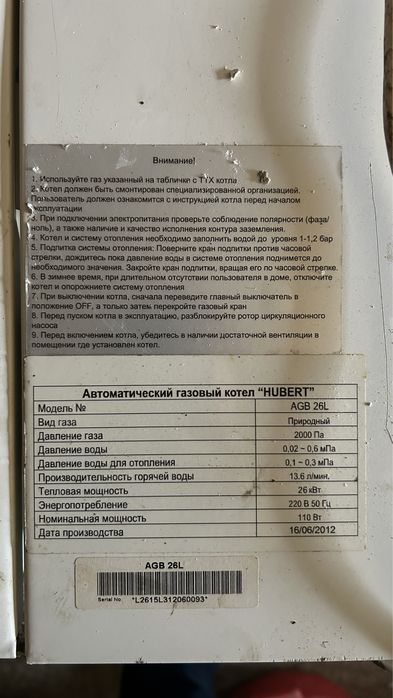 Внимание!
1. Используйте газ указанный на таблички с ТУХ котла
2. Котел должен быть смонтирован специализированной организацией.
Пользователь должен ознакомится с инструкцией котла перед началом
эксплуатации
3. При подключении электропитания проверьте соблюдение полярности (фаза/
ноль), а также наличие и качество исполнения контура заземления.
4. Котел и систему отопления необходимо заполнить водой до уровня 1-1,2 бар
5. Подпитка системы отопления: Поверните кран подпитки против часовой
стрелки, дождитесь пока давление воды в системе отопления поднимется до
необходимого значения. Закройте кран подпитки, вращая его по часовой стрелке.
6. В зимнее время, при длительном отсутствии пользователя в доме, отключите
котел и опорожниете систему отопления
7. При выключении котла, сначала переведите главный выключатель в
положение OFF, а только затем перекройте газовый кран
8. Перед пуском котла в эксплуатацию, разблокируйте ротор циркуляционного
насоса
9. Перед включением котла, убедитесь в наличии достаточной вентиляции в
помещении где установлен котел.
Автоматический газовый котел "HUBERT"
Модель № AGB 26L
Вид газа Природный
Давление газа 2000 Па
Давление воды 0,02 ~ 0,6 мПа
Давление воды для отопления 0,1 ~ 0,3 мПа
Производительность горячей воды 13.6 л/мин.
Тепловая мощность 26 кВт
Энергопотребление 220 В 50 Гц
Номинальная мощность 110 Вт
Дата производства 16/06/2012
AGB 26L
Serial No. *L2615L312060093*